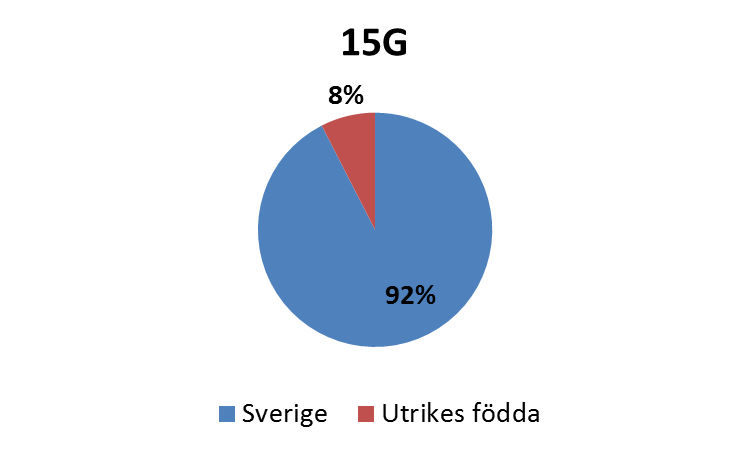 15G
8%
92%
Sverige
Utrikes födda